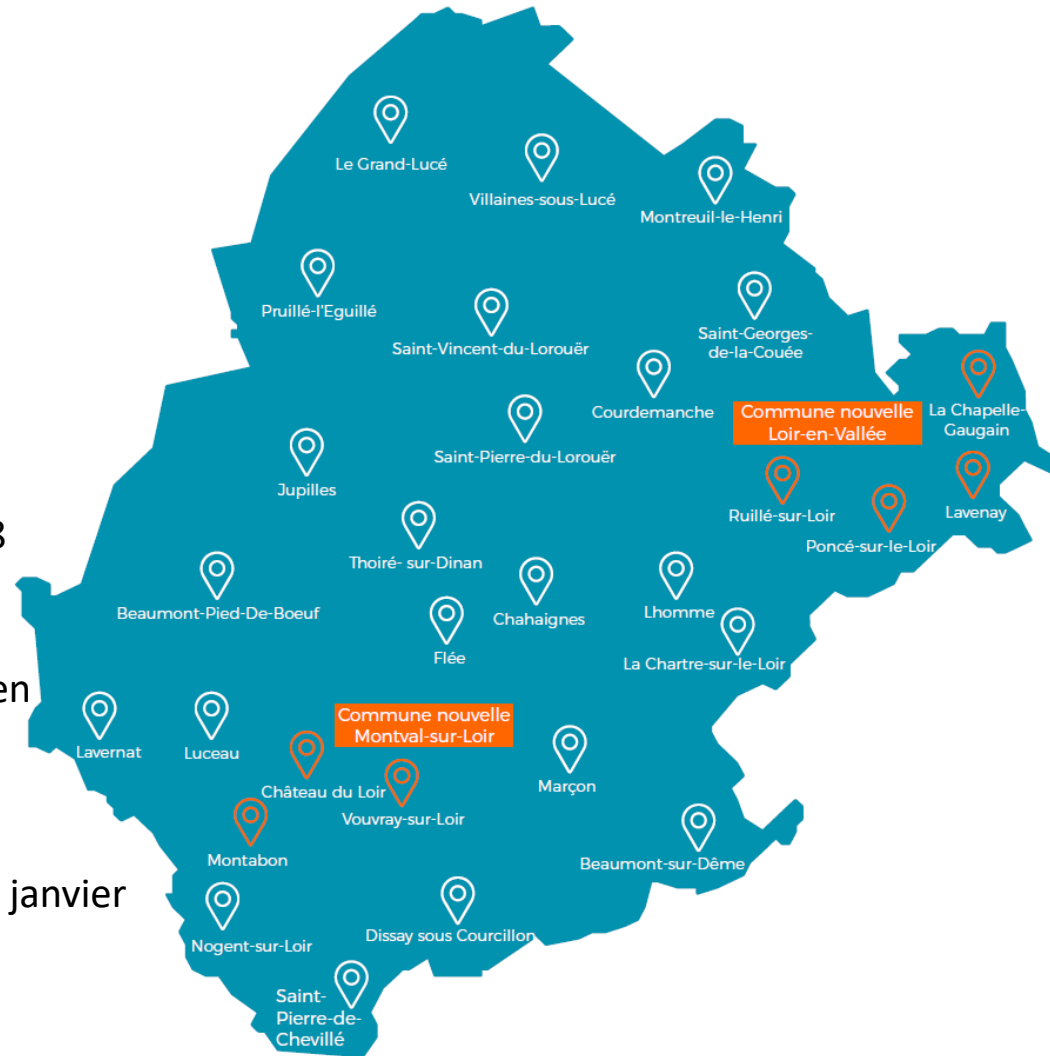 Le Grand-Lucé
Villaines-sous-Lucé
Montreuil-le-Henri
Pruillé-l'Eguillé
Saint-Vincent-du-Lorouër
Saint-Georges-
de-la-Couée
Courdemanche
Commune nouvelle
Loir-en-Vallée
La Chapelle-
Gaugain
Saint-Pierre-du-Lorouër
Jupilles
Ruillé-sur-Loir
Lavenay
Poncé-sur-le-Loir
Thoiré- sur-Dinan
Beaumont-Pied-De-Boeuf
Chahaignes
Lhomme
Flée
La Chartre-sur-le-Loir
en
Commune nouvelle
Montval-sur-Loir
Lavernat
Luceau
Château du Loir
Marçon
Vouvray-sur-Loir
Montabon
Beaumont-sur-Dême
janvier
Nogent-sur-Loir
Dissay sous Courcillon
Saint-
Pierre-de-
Chevillé